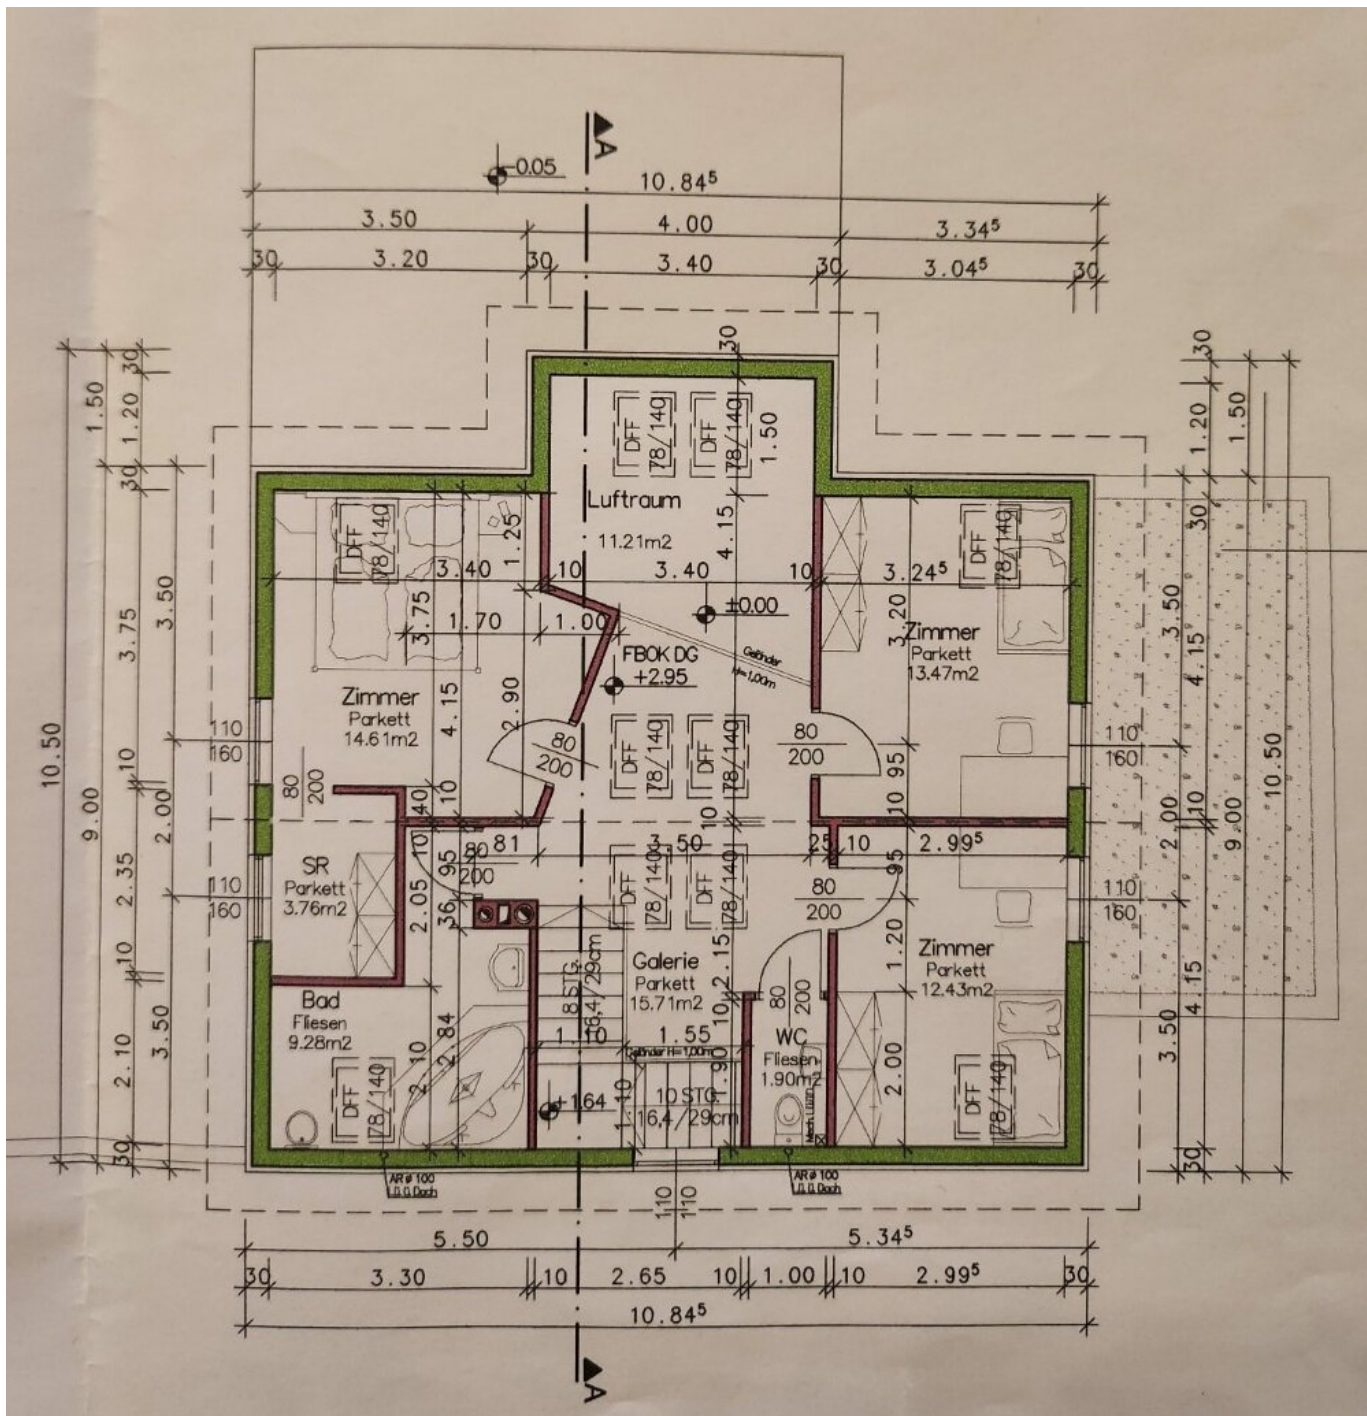 A
-0.05
10.84⁵
3.50 4.00 3.34⁵
30 3.20 30 3.40 30 3.04⁵ 30
30
1.50
1.20
30
3.50
3.75
10
2.00
10.50
9.00
2.35
10
3.50
2.10
30
30
1.20
1.50
30
3.50
4.15
10
2.00
9.00
10.50
4.15
3.50
30
30
DFF
78/140
DFF
78/140
1.50
Luftraum
11.21m2
4.15
DFF
78/140
1.25
DFF
78/140
3.40 10 3.40 10 3.24⁵
3.75
1.70 1.00
±0.00
3.20
Geländer
H=1,00m
FBOK DG
+2.95
Zimmer
Parkett
13.47m2
Zimmer
Parkett
14.61m2
4.15
2.90
110
160
80
200
80
200
DFF
78/140
DFF
78/140
80
200
95
110
160
40
10
10
10
10
95
80
200
81
3.50 25 10 2.99⁵
95
SR
Parkett
3.76m2
110
160
2.05
36
DFF
78/140
DFF
78/140
80
200
110
160
1.20
8 STG.
16,4/29cm
Galerie
Parkett
15.71m2
2.15
10
Zimmer
Parkett
12.43m2
80
200
Bad
Fliesen
9.28m2
2.10
2.84
1.10 1.55
Geländer H=1,00m
WC
Fliesen
1.90m2
2.00
DFF
78/140
+1.64
1.10
10 STG.
16,4/29cm
1.90
DFF
78/140
AR ø 100
ü.Dach
AR ø 100
ü.Dach
110
110
5.50 5.34⁵
30 3.30 10 2.65 10 1.00 10 2.99⁵ 30
10.84⁵
A